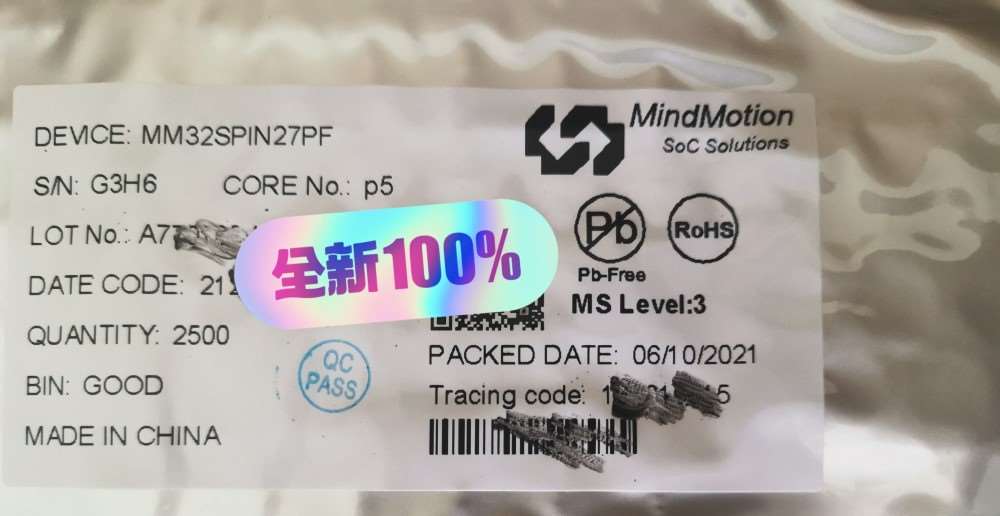 DEVICE: MM32SPIN27PF
MindMotion
SoC Solutions
S/N: G3H6 CORE No.: p5
LOT No.:
Pb
RoHS
Pb-Free
全新100%
DATE CODE:
MS Level:3
QUANTITY: 2500
QC
PASS
PACKED DATE: 06/10/2021
BIN: GOOD
Tracing code:
MADE IN CHINA